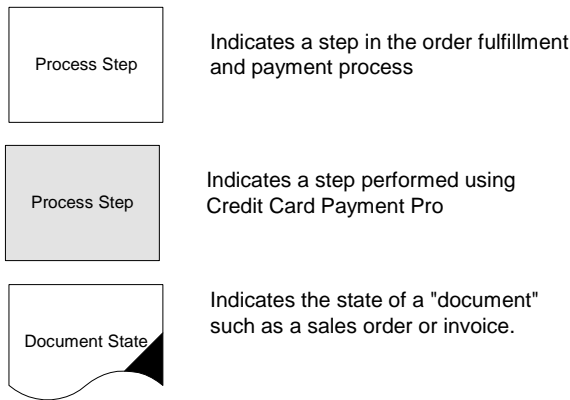 Process Step
Indicates a step in the order fulfillment
and payment process
Process Step
Indicates a step performed using
Credit Card Payment Pro
Document State
Indicates the state of a "document"
such as a sales order or invoice.